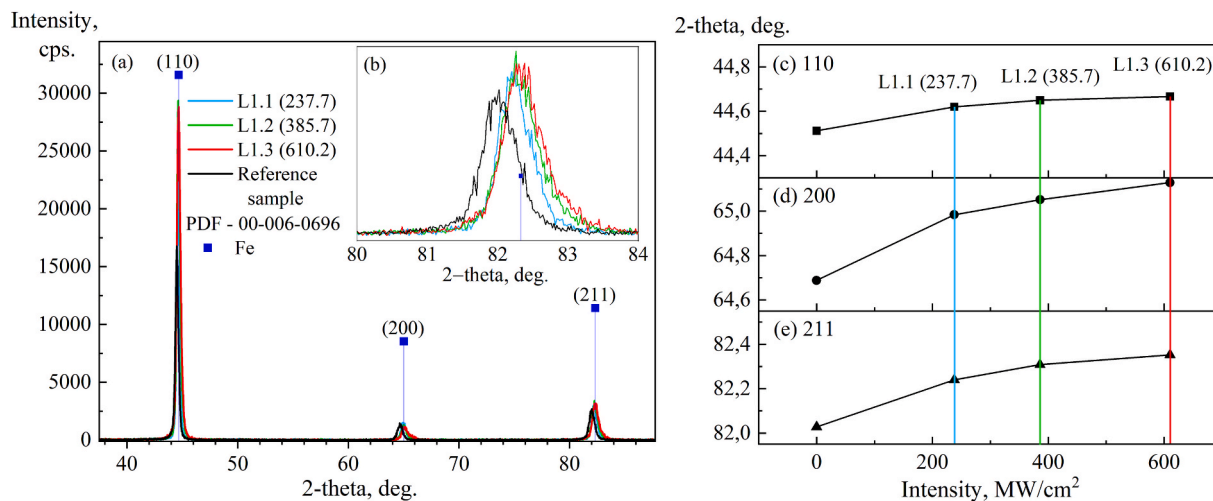 Intensity,
cps.
(a)
(110)
30000
25000
20000
15000
10000
5000
0
L1.1 (237.7)
L1.2 (385.7)
L1.3 (610.2)
Reference
sample
PDF - 00-006-0696
Fe
(200)
(211)
40 50 60 70 80
2-theta, deg.
(b)
80 81 82 83 84
2–theta, deg.
2-theta, deg.
(c) 110
L1.1 (237.7)
L1.2 (385.7)
L1.3 (610.2)
44,8
44,6
44,4
(d) 200
65,0
64,8
64,6
(e) 211
82,4
82,2
82,0
0 200 400 600
Intensity, MW/cm²